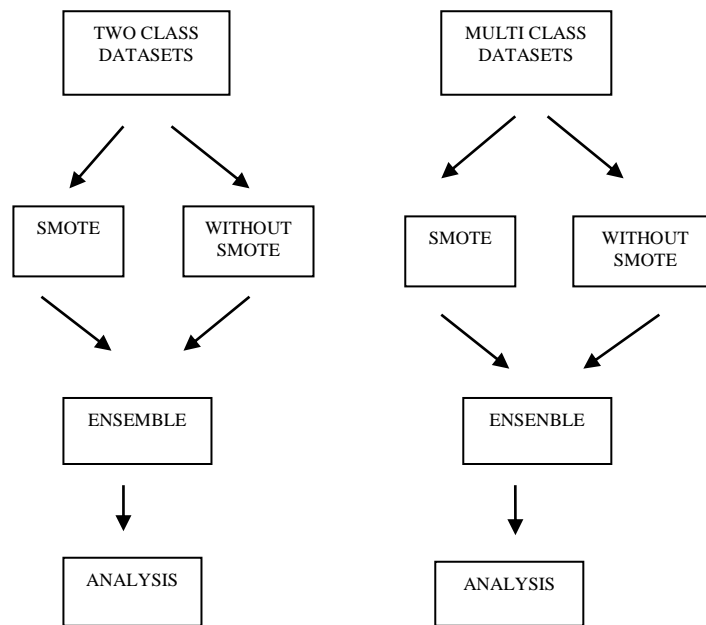 TWO CLASS
DATASETS
MULTI CLASS
DATASETS
SMOTE
WITHOUT
SMOTE
SMOTE
WITHOUT
SMOTE
ENSEMBLE
ENSENBLE
ANALYSIS
ANALYSIS